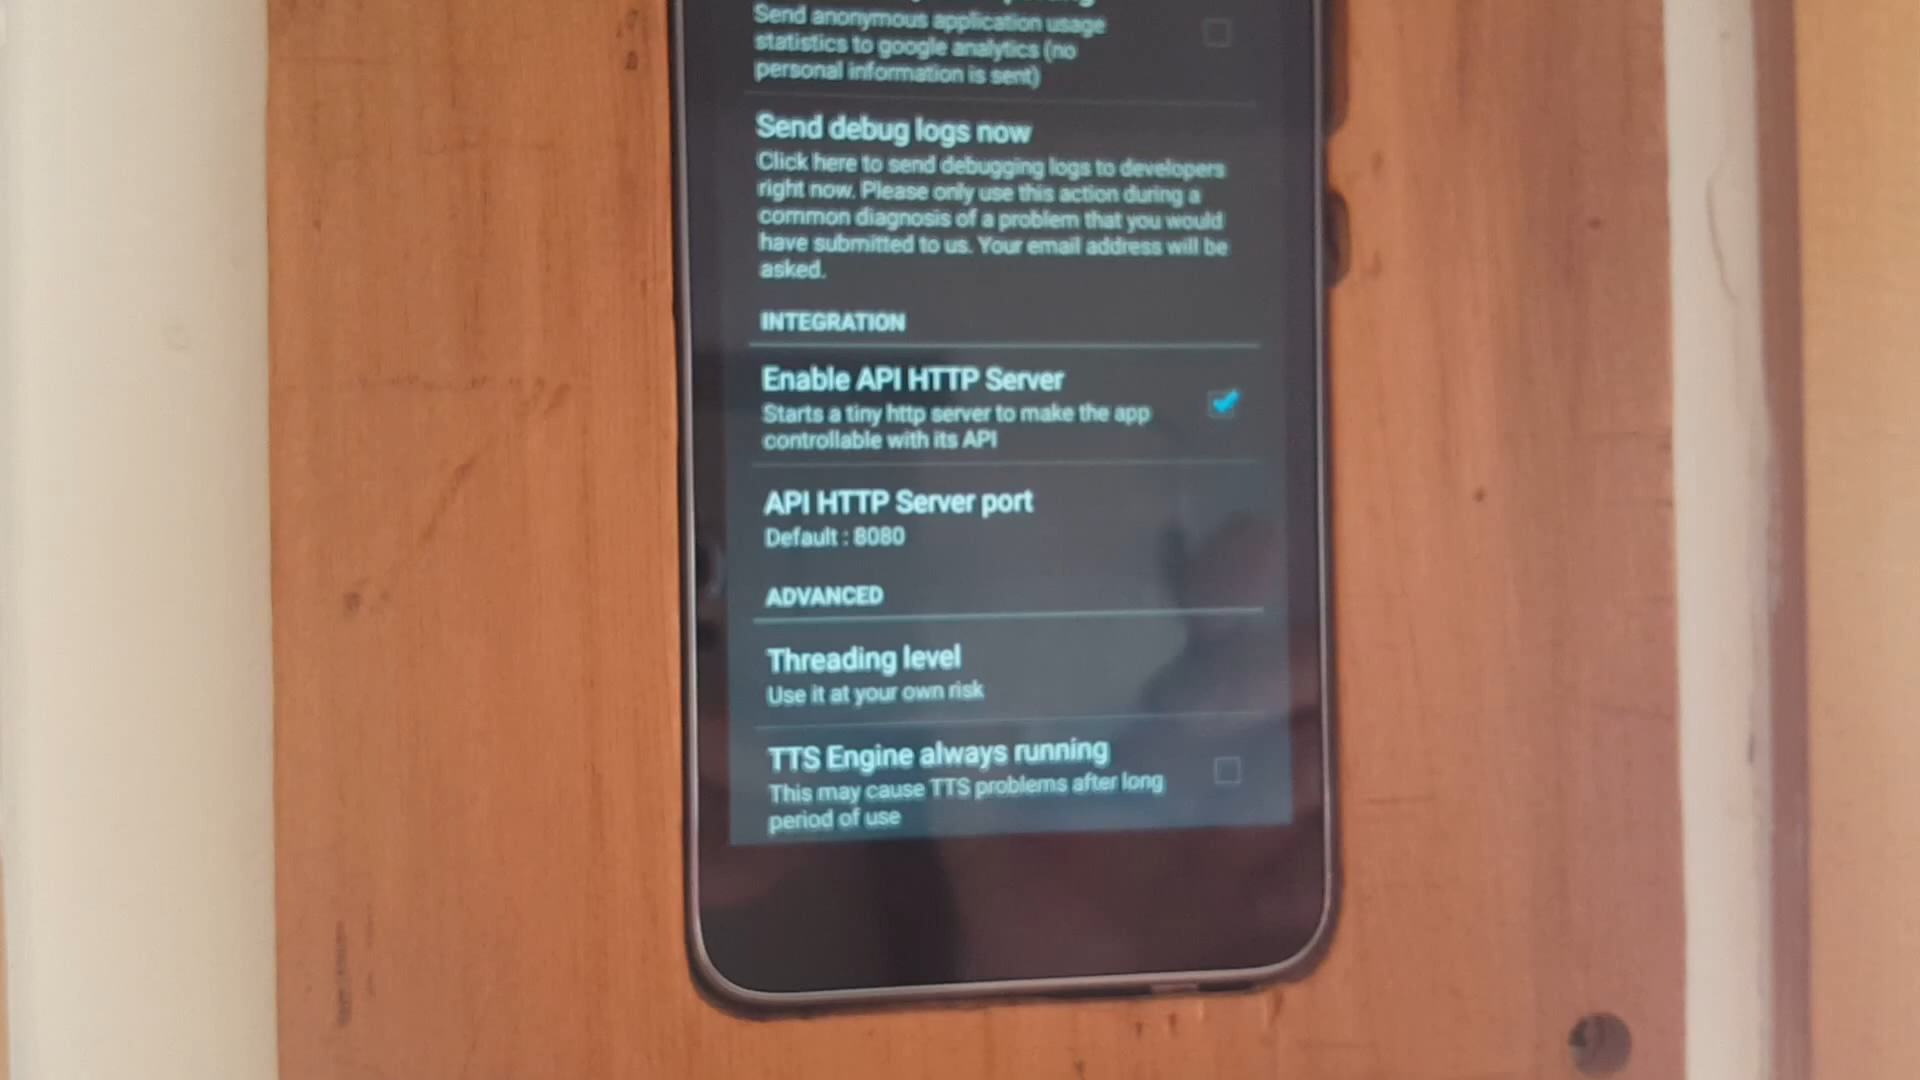 Send anonymous application usage
statistics to google analytics (no
personal information is sent)
Send debug logs now
Click here to send debugging logs to developers
right now. Please only use this action during a
common diagnosis of a problem that you would
have submitted to us. Your email address will be
asked.
INTEGRATION
Enable API HTTP Server
Starts a tiny http server to make the app
controllable with its API
API HTTP Server port
Default : 8080
ADVANCED
Threading level
Use it at your own risk
TTS Engine always running
This may cause TTS problems after long
period of use